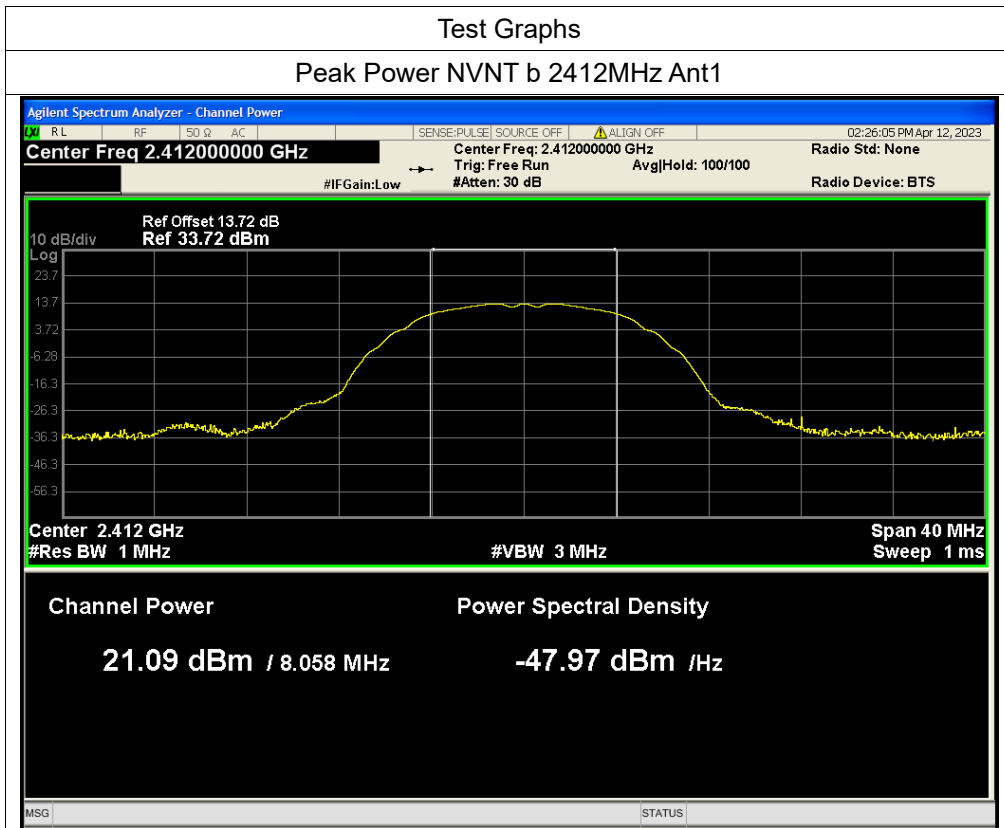 Test Graphs
Peak Power NVNT b 2412MHz Ant1
Agilent Spectrum Analyzer - Channel Power
LXI RL RF 50 Ω AC SENSE:PULSE SOURCE OFF ALIGN OFF 02:26:05 PM Apr 12, 2023
Center Freq 2.412000000 GHz Center Freq: 2.412000000 GHz Radio Std: None
Trig: Free Run Avg|Hold: 100/100
#IFGain:Low #Atten: 30 dB Radio Device: BTS
Ref Offset 13.72 dB
10 dB/div Ref 33.72 dBm
Log
23.7
13.7
3.72
-6.28
-16.3
-26.3
-36.3
-46.3
-56.3
Center 2.412 GHz Span 40 MHz
#Res BW 1 MHz #VBW 3 MHz Sweep 1 ms
Channel Power Power Spectral Density
21.09 dBm / 8.058 MHz -47.97 dBm /Hz
MSG STATUS